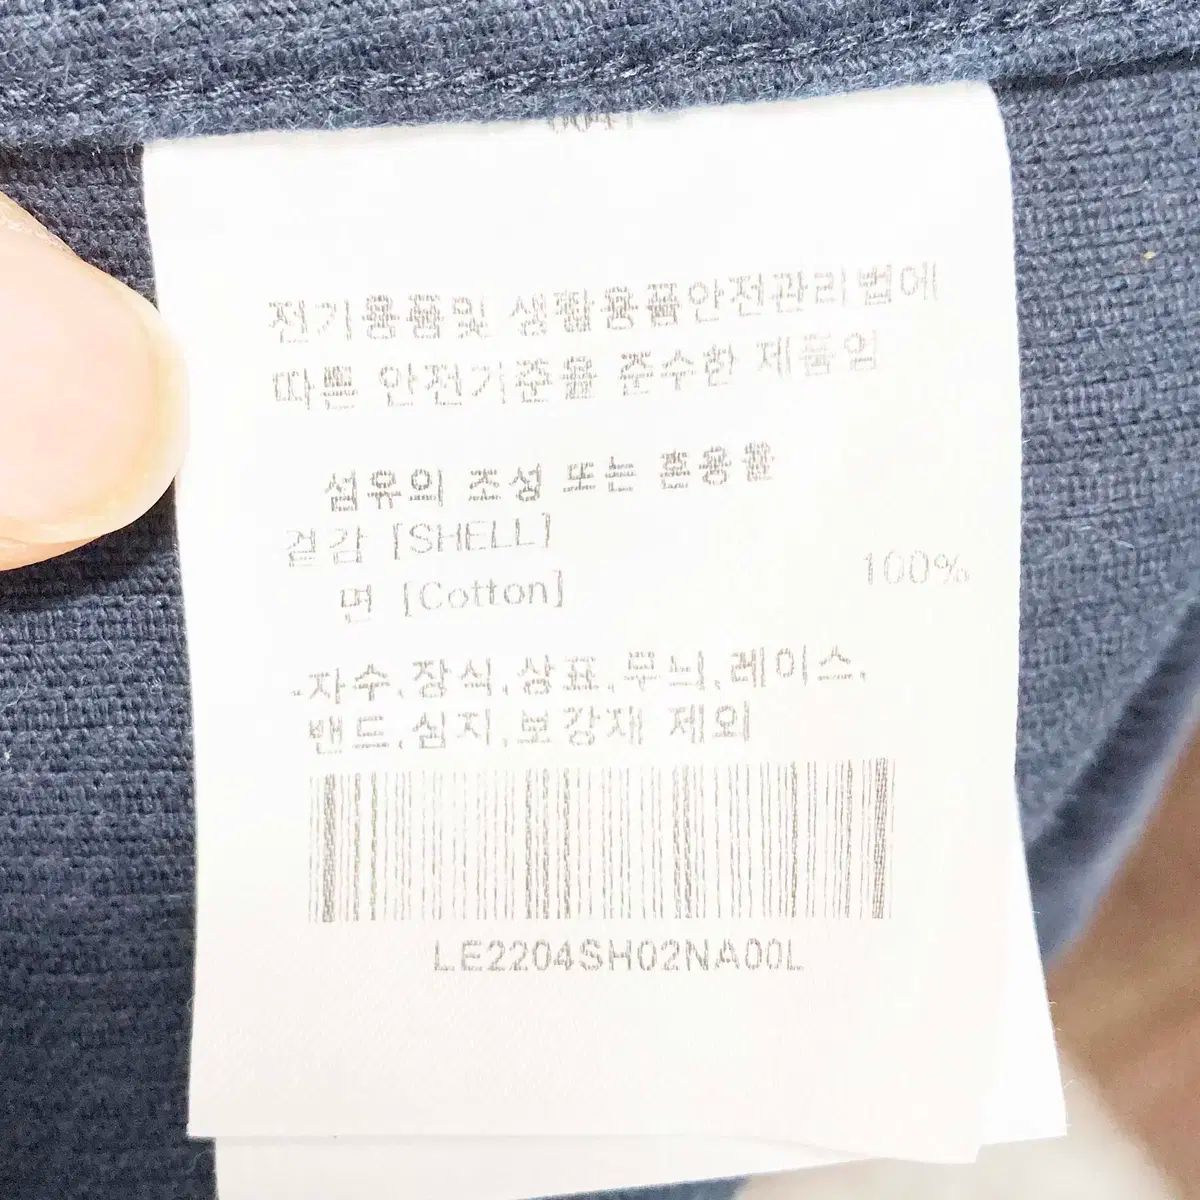 전기용품및 생활용품안전관리법에
따른 안전기준을 준수한 제품임
섬유의 조성 또는 혼용율
겉감 [SHELL]
면 [Cotton] 100%
-자수,장식,상표,무늬,레이스,
밴드,심지,보강재 제외
LE2204SH02NA00L